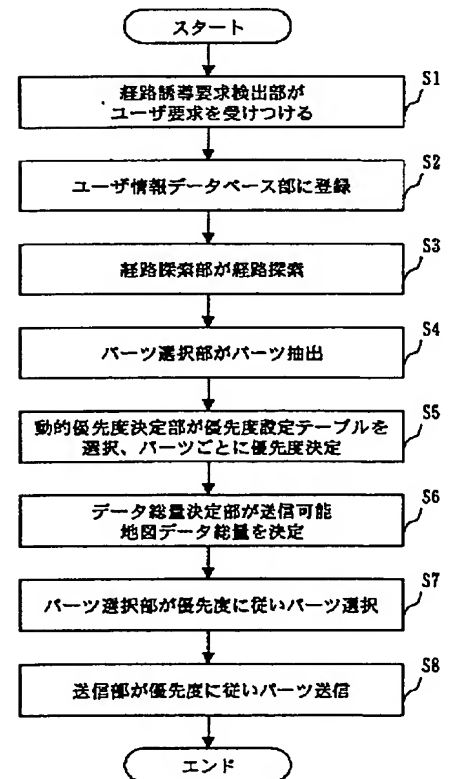 スタート
S1
経路誘導要求検出部が
ユーザ要求を受けつける
S2
ユーザ情報データベース部に登録
S3
経路探索部が経路探索
S4
パーツ選択部がパーツ抽出
S5
動的優先度決定部が優先度設定テーブルを
選択、パーツごとに優先度決定
S6
データ総量決定部が送信可能
地図データ総量を決定
S7
パーツ選択部が優先度に従いパーツ選択
S8
送信部が優先度に従いパーツ送信
エンド